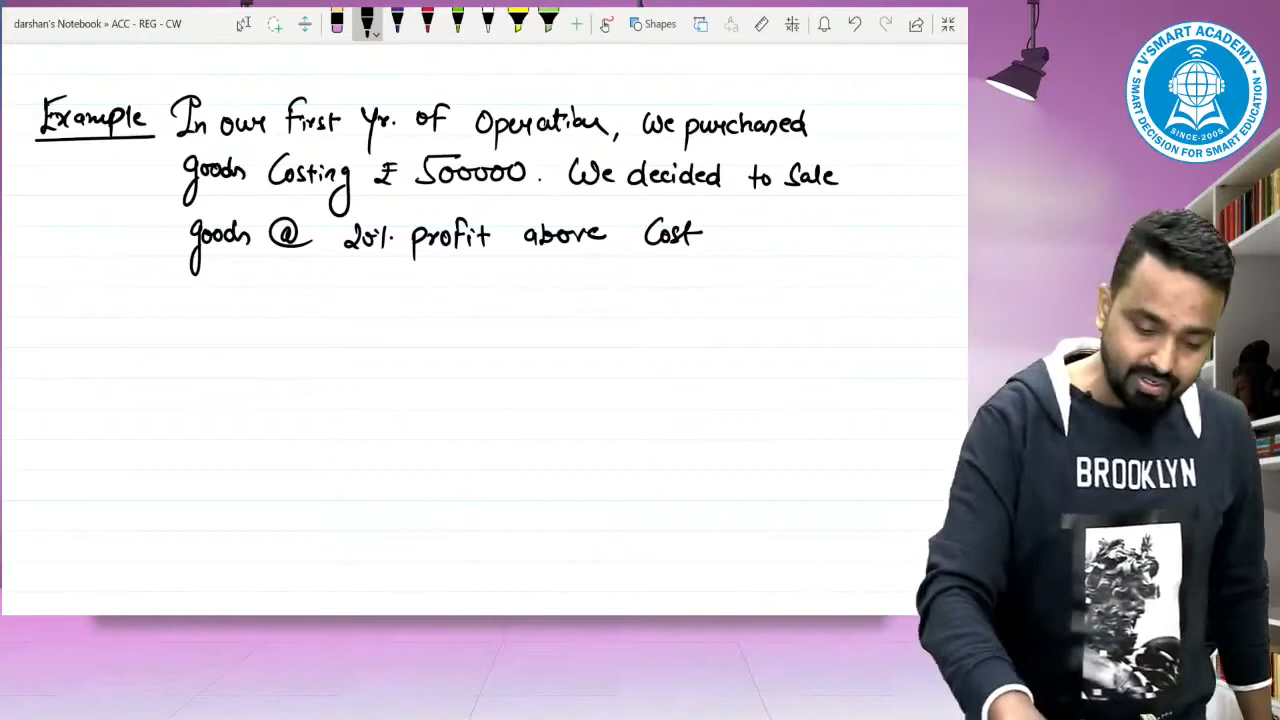 darshan's Notebook » ACC - REG - CW
Shapes
Example In our first Yr. of Operation, We purchased
goods Costing ₹ 500000. We decided to Sale
goods @ 20% profit above Cost
V'SMART ACADEMY
SMART DECISION FOR SMART EDUCATION
SINCE-2005
BROOKLYN